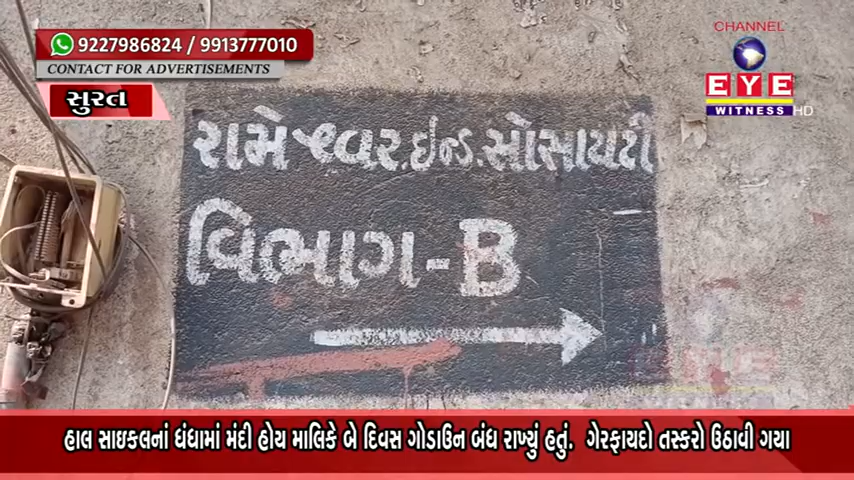 9227986824 / 9913777010
CONTACT FOR ADVERTISEMENTS
સુરત
CHANNEL
EYE
WITNESS HD
રામેશ્વર.ઇન્ડ.સોસાયટી
વિભાગ-B
હાલ સાઇકલનાં ધંધામાં મંદી હોય માલિકે બે દિવસ ગોડાઉન બંધ રાખ્યું હતું. ગેરફાયદો તસ્કરો ઉઠાવી ગયા